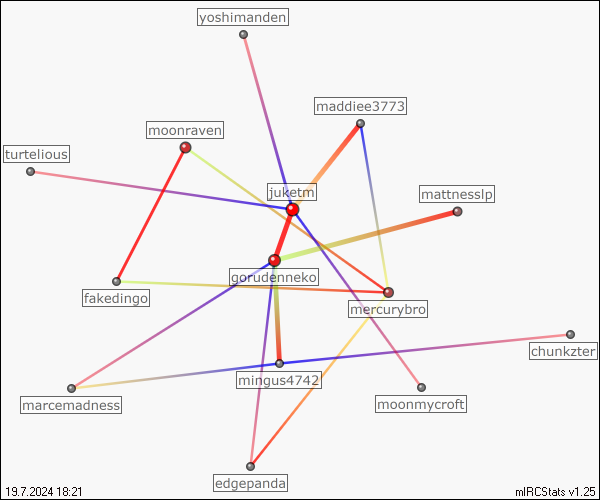 yoshimanden
maddiee3773
moonraven
turtelious
juketm
mattnesslp
gorudenneko
fakedingo
mercurybro
chunkzter
mingus4742
marcemadness
moonmycroft
edgepanda
19.7.2024 18:21
mIRCStats v1.25